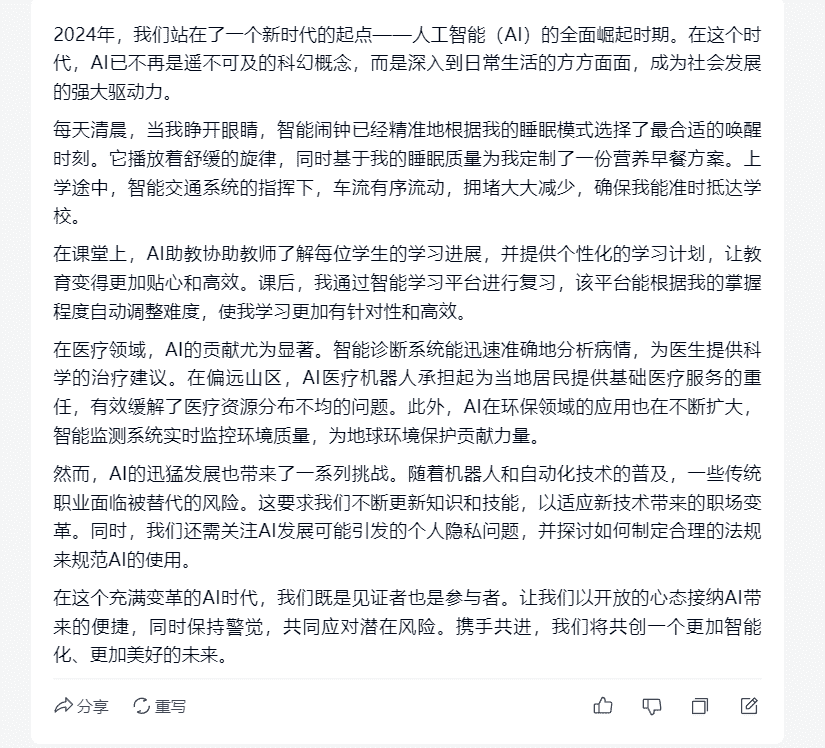 2024年，我们站在了一个新时代的起点——人工智能（AI）的全面崛起时期。在这个时
代，AI已不再是遥不可及的科幻概念，而是深入到日常生活的方方面面，成为社会发展
的强大驱动力。
每天清晨，当我睁开眼睛，智能闹钟已经精准地根据我的睡眠模式选择了最合适的唤醒
时刻。它播放着舒缓的旋律，同时基于我的睡眠质量为我定制了一份营养早餐方案。上
学途中，智能交通系统的指挥下，车流有序流动，拥堵大大减少，确保我能准时抵达学
校。
在课堂上，AI助教协助教师了解每位学生的学习进展，并提供个性化的学习计划，让教
育变得更加贴心和高效。课后，我通过智能学习平台进行复习，该平台能根据我的掌握
程度自动调整难度，使我学习更加有针对性和高效。
在医疗领域，AI的贡献尤为显著。智能诊断系统能迅速准确地分析病情，为医生提供科
学的治疗建议。在偏远山区，AI医疗机器人承担起为当地居民提供基础医疗服务的重
任，有效缓解了医疗资源分布不均的问题。此外，AI在环保领域的应用也在不断扩大，
智能监测系统实时监控环境质量，为地球环境保护贡献力量。
然而，AI的迅猛发展也带来了一系列挑战。随着机器人和自动化技术的普及，一些传统
职业面临被替代的风险。这要求我们不断更新知识和技能，以适应新技术带来的职场变
革。同时，我们还需关注AI发展可能引发的个人隐私问题，并探讨如何制定合理的法规
来规范AI的使用。
在这个充满变革的AI时代，我们既是见证者也是参与者。让我们以开放的心态接纳AI带
来的便捷，同时保持警觉，共同应对潜在风险。携手共进，我们将共创一个更加智能
化、更加美好的未来。
分享 重写